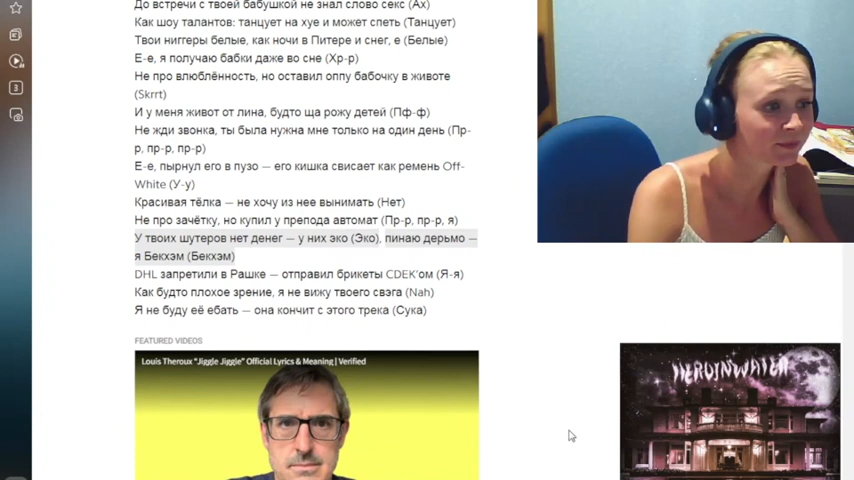 До встречи с твоей бабушкой не знал слово секс (Ах)
Как шоу талантов: танцует на хуе и может спеть (Танцует)
Твои ниггеры белые, как ночи в Питере и снег, е (Белые)
Е-е, я получаю бабки даже во сне (Хр-р)
Не про влюблённость, но оставил оппу бабочку в животе
(Skrrt)
И у меня живот от лина, будто ща рожу детей (Пф-ф)
Не жди звонка, ты была нужна мне только на один день (Пр-
р, пр-р, пр-р)
Е-е, пырнул его в пузо — его кишка свисает как ремень Off-
White (У-у)
Красивая тёлка — не хочу из нее вынимать (Нет)
Не про зачётку, но купил у препода автомат (Пр-р, пр-р, я)
У твоих шутеров нет денег — у них эко (Эко), пинаю дерьмо —
я Бекхэм (Бекхэм)
DHL запретили в Рашке — отправил брикеты CDEK'ом (Я-я)
Как будто плохое зрение, я не вижу твоего свэга (Nah)
Я не буду её ебать — она кончит с этого трека (Сука)
FEATURED VIDEOS
Louis Theroux "Jiggle Jiggle" Official Lyrics & Meaning | Verified
HEROINWATER
3